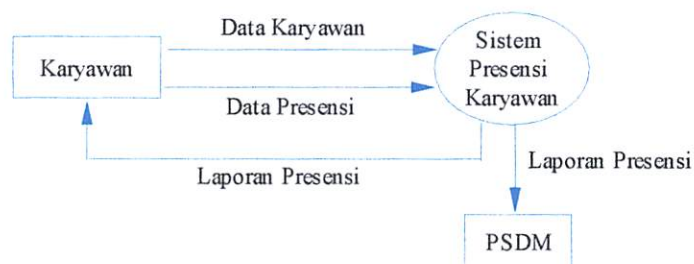 Data Karyawan
Karyawan
Sistem
Presensi
Karyawan
Data Presensi
Laporan Presensi
Laporan Presensi
PSDM